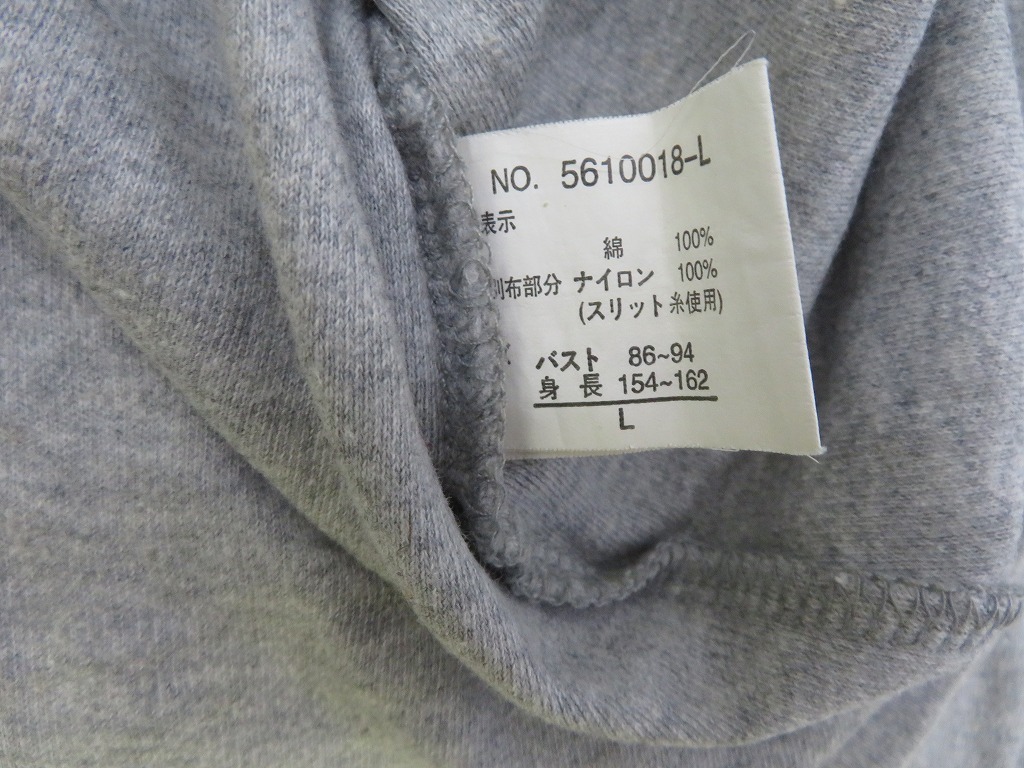 NO. 5610018-L
表示
綿 100%
別布部分 ナイロン 100%
(スリット糸使用)
バスト 86~94
身 長 154~162
L